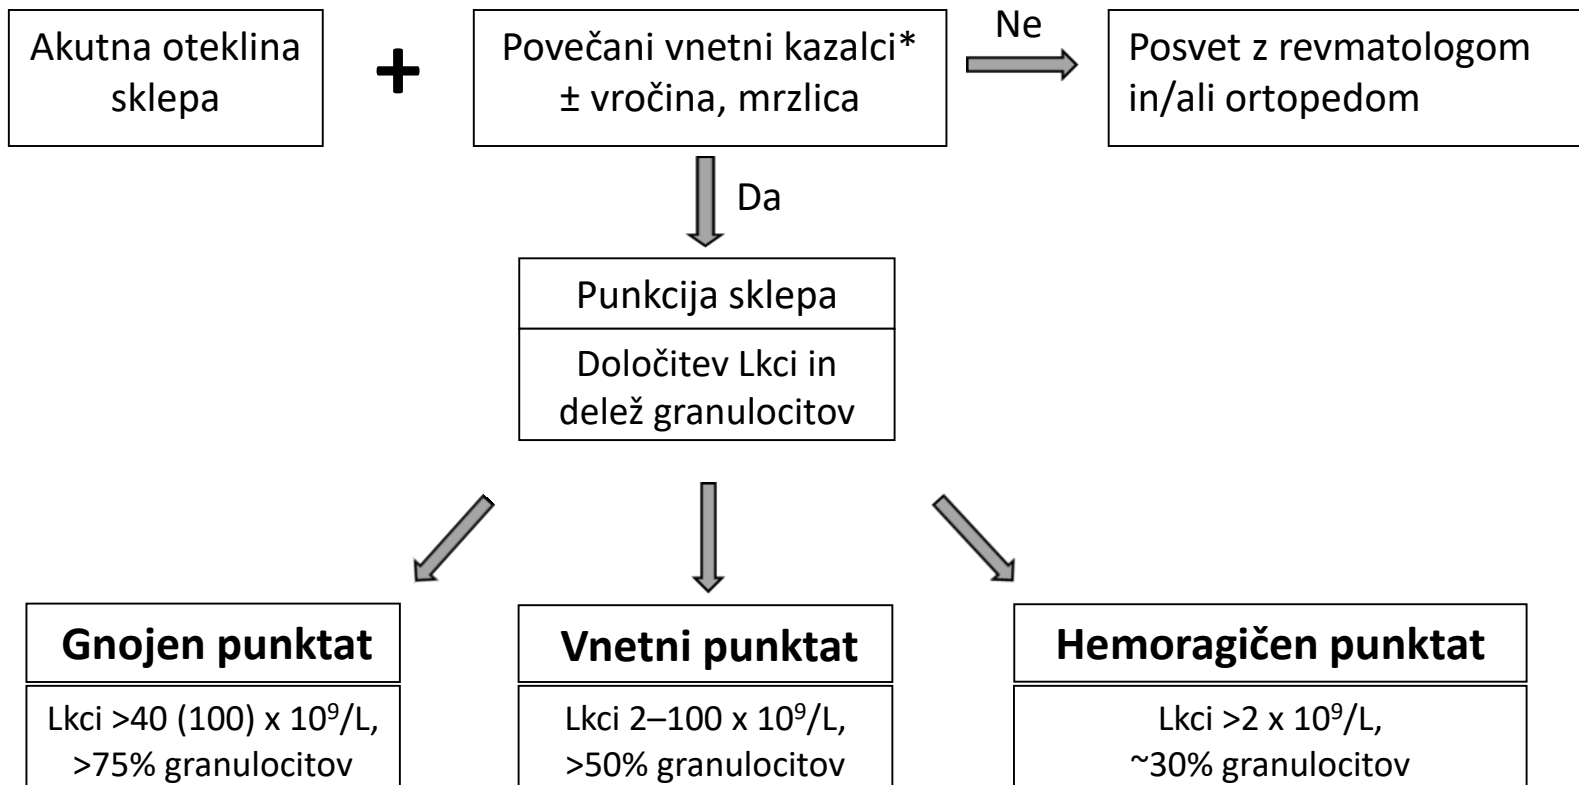 Akutna oteklina
sklepa
+
Povečani vnetni kazalci*
± vročina, mrzlica
Ne
Posvet z revmatologom
in/ali ortopedom
Da
Punkcija sklepa
Določitev Lkci in
delež granulocitov
Gnojen punktat
Lkci >40 (100) x 10⁹/L,
>75% granulocitov
Vnetni punktat
Lkci 2–100 x 10⁹/L,
>50% granulocitov
Hemoragičen punktat
Lkci >2 x 10⁹/L,
~30% granulocitov